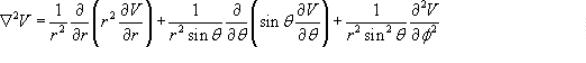 ∇²V = 1/r² ∂/∂r (r² ∂V/∂r) + 1/(r² sin θ) ∂/∂θ (sin θ ∂V/∂θ) + 1/(r² sin² θ) ∂²V/∂ϕ²